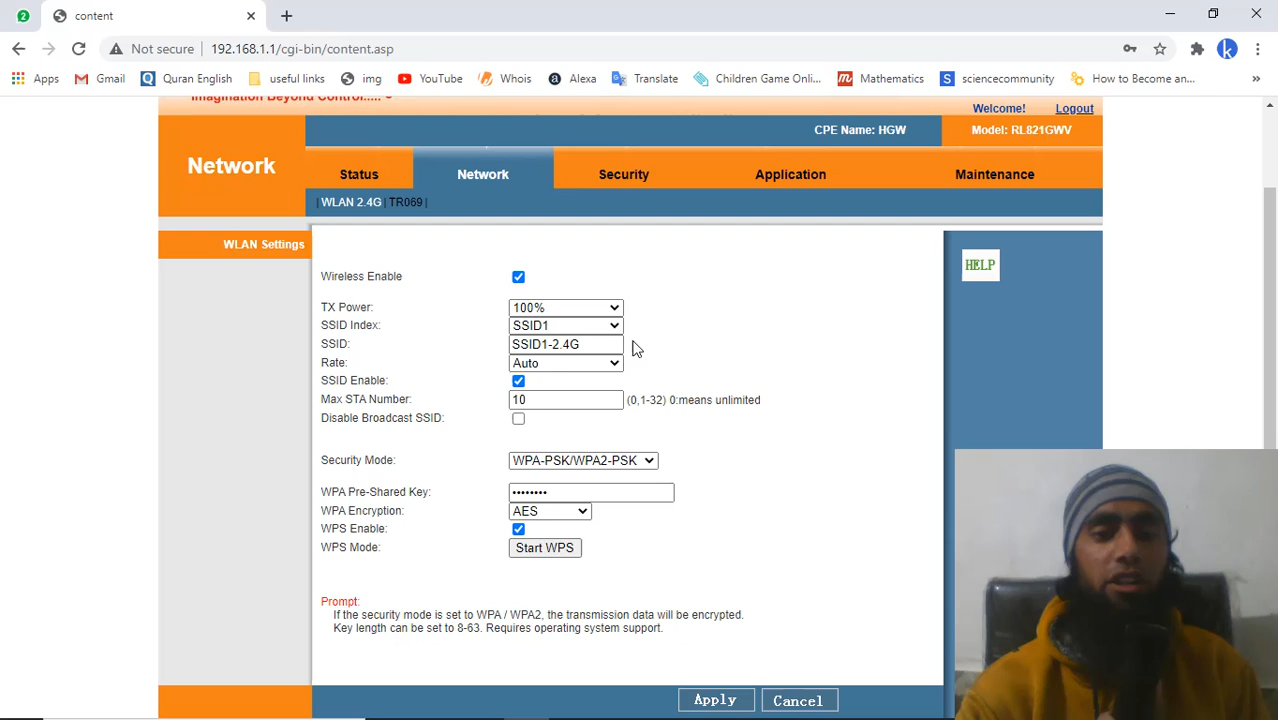 2
content
Not secure
192.168.1.1/cgi-bin/content.asp
Apps
Gmail
Quran English
useful links
img
YouTube
Whois
Alexa
Translate
Children Game Onli...
Mathematics
sciencecommunity
How to Become an...
»
Imagination Beyond Control.....
Welcome!
Logout
CPE Name: HGW
Model: RL821GWV
Network
Status
Network
Security
Application
Maintenance
| WLAN 2.4G | TR069 |
WLAN Settings
HELP
Wireless Enable
TX Power: 100%
SSID Index: SSID1
SSID: SSID1-2.4G
Rate: Auto
SSID Enable:
Max STA Number: 10 (0,1-32) 0:means unlimited
Disable Broadcast SSID:
Security Mode: WPA-PSK/WPA2-PSK
WPA Pre-Shared Key: ••••••••
WPA Encryption: AES
WPS Enable:
WPS Mode: Start WPS
Prompt:
If the security mode is set to WPA / WPA2, the transmission data will be encrypted.
Key length can be set to 8-63. Requires operating system support.
Apply
Cancel